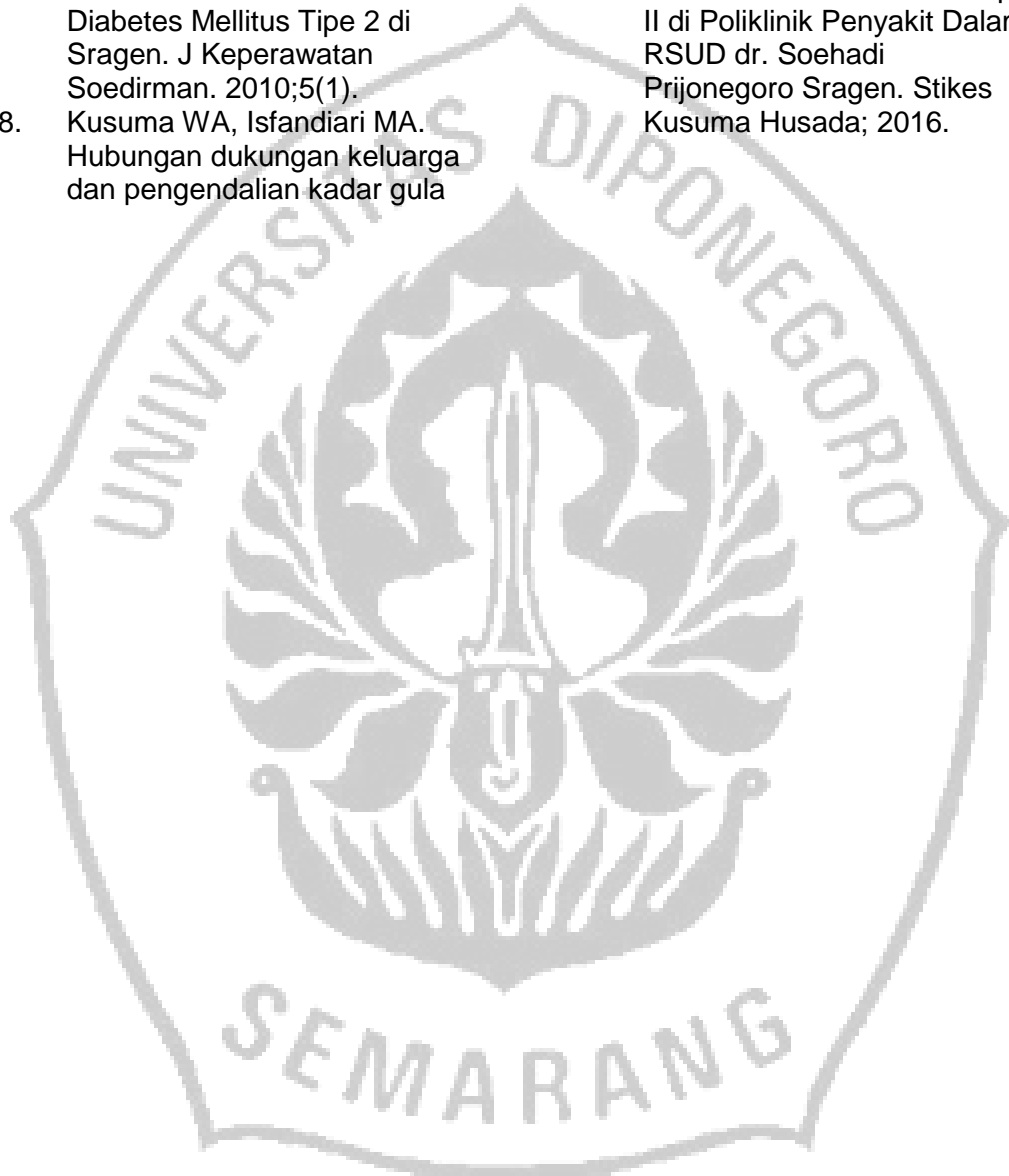 Diabetes Mellitus Tipe 2 di
Sragen. J Keperawatan
Soedirman. 2010;5(1).
8. Kusuma WA, Isfandiari MA.
Hubungan dukungan keluarga
dan pengendalian kadar gula
II di Poliklinik Penyakit Dalam
RSUD dr. Soehadi
Prijonegoro Sragen. Stikes
Kusuma Husada; 2016.
UNIVERSITAS DIPONEGORO
SEMARANG